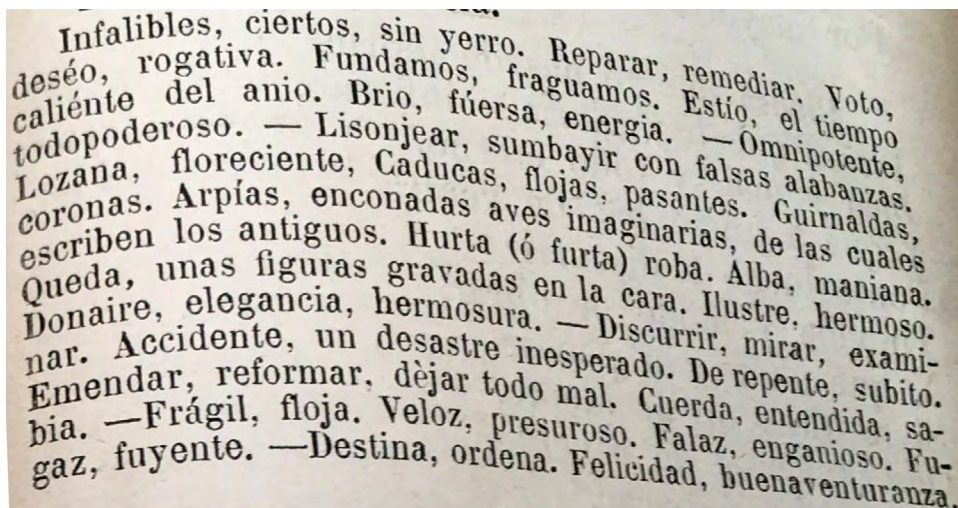 Infalibles, ciertos, sin yerro. Reparar, remediar. Voto,
deséo, rogativa. Fundamos, fraguamos. Estío, el tiempo
caliénte del anio. Brio, fúersa, energia. — Omnipotente,
todopoderoso. — Lisonjear, sumbayir con falsas alabanzas.
Lozana, floreciente, Caducas, flojas, pasantes. Guirnaldas,
coronas. Arpías, enconadas aves imaginarias, de las cuales
escriben los antiguos. Hurta (ó furta) roba. Alba, maniana.
Queda, unas figuras gravadas en la cara. Ilustre, hermoso.
Donaire, elegancia, hermosura. — Discurrir, mirar, exami-
nar. Accidente, un desastre inesperado. De repente, subito.
Emendar, reformar, dèjar todo mal. Cuerda, entendida, sa-
bia. —Frágil, floja. Veloz, presuroso. Falaz, enganioso. Fu-
gaz, fuyente. —Destina, ordena. Felicidad, buenaventuranza.